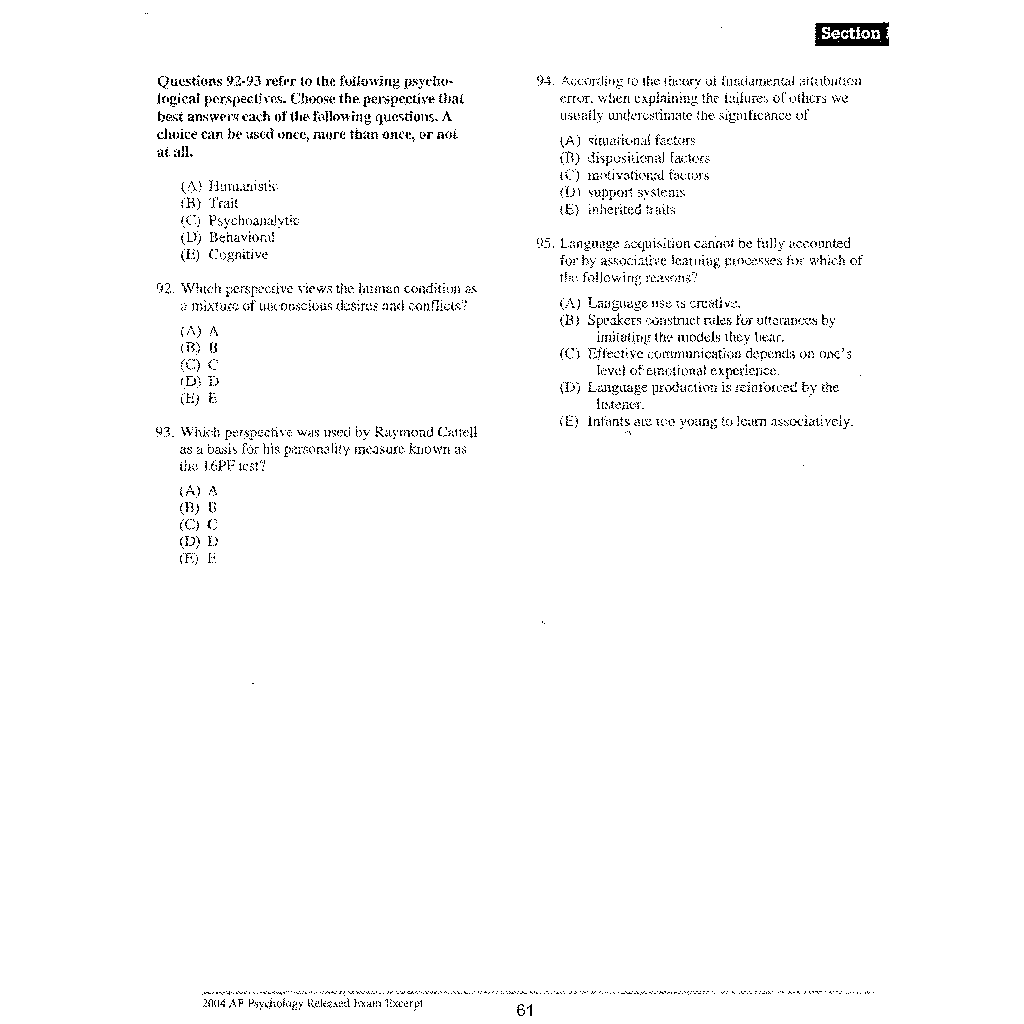 Section I
Questions 92-93 refer to the following psycho-
logical perspectives. Choose the perspective that
best answers each of the following questions. A
choice can be used once, more than once, or not
at all.
(A) Humanistic
(B) Trait
(C) Psychoanalytic
(D) Behavioral
(E) Cognitive
92. Which perspective views the human condition as
a mixture of unconscious desires and conflicts?
(A) A
(B) B
(C) C
(D) D
(E) E
93. Which perspective was used by Raymond Cattell
as a basis for his personality measure known as
the 16PF test?
(A) A
(B) B
(C) C
(D) D
(E) E
94. According to the theory of fundamental attribution
error, when explaining the failures of others we
usually underestimate the significance of
(A) situational factors
(B) dispositional factors
(C) motivational factors
(D) support systems
(E) inherited traits
95. Language acquisition cannot be fully accounted
for by associative learning processes for which of
the following reasons?
(A) Language use is creative.
(B) Speakers construct rules for utterances by
imitating the models they hear.
(C) Effective communication depends on one's
level of emotional experience.
(D) Language production is reinforced by the
listener.
(E) Infants are too young to learn associatively.
2004 AP Psychology Released Exam Excerpt
61